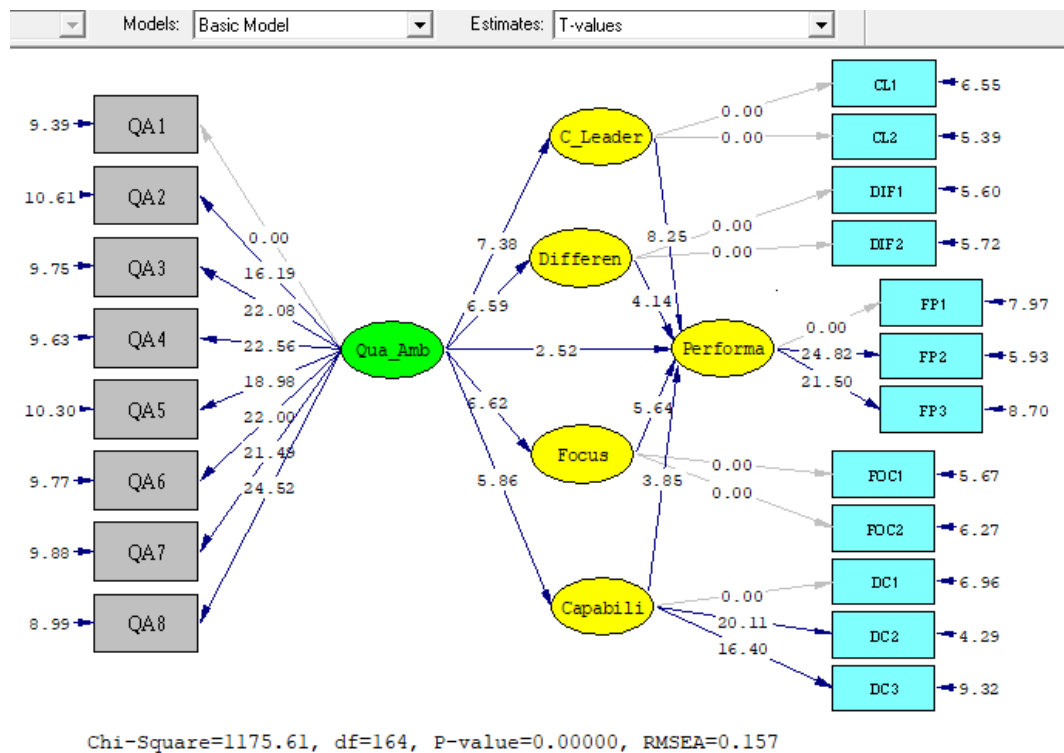 Models: Basic Model Estimates: T-values
9.39 QA1
10.61 QA2
9.75 QA3
9.63 QA4
10.30 QA5
9.77 QA6
9.88 QA7
8.99 QA8
0.00
16.19
22.08
22.56
18.98
22.00
21.49
24.52
Qua_Amb
7.38
6.59
2.52
6.62
5.86
C_Leader
Differen
Focus
Capabili
8.25
4.14
5.64
3.85
Performa
0.00
0.00
0.00
0.00
0.00
24.82
21.50
0.00
0.00
0.00
20.11
16.40
CL1 6.55
CL2 5.39
DIF1 5.60
DIF2 5.72
FP1 7.97
FP2 5.93
FP3 8.70
FOC1 5.67
FOC2 6.27
DC1 6.96
DC2 4.29
DC3 9.32
Chi-Square=1175.61, df=164, P-value=0.00000, RMSEA=0.157